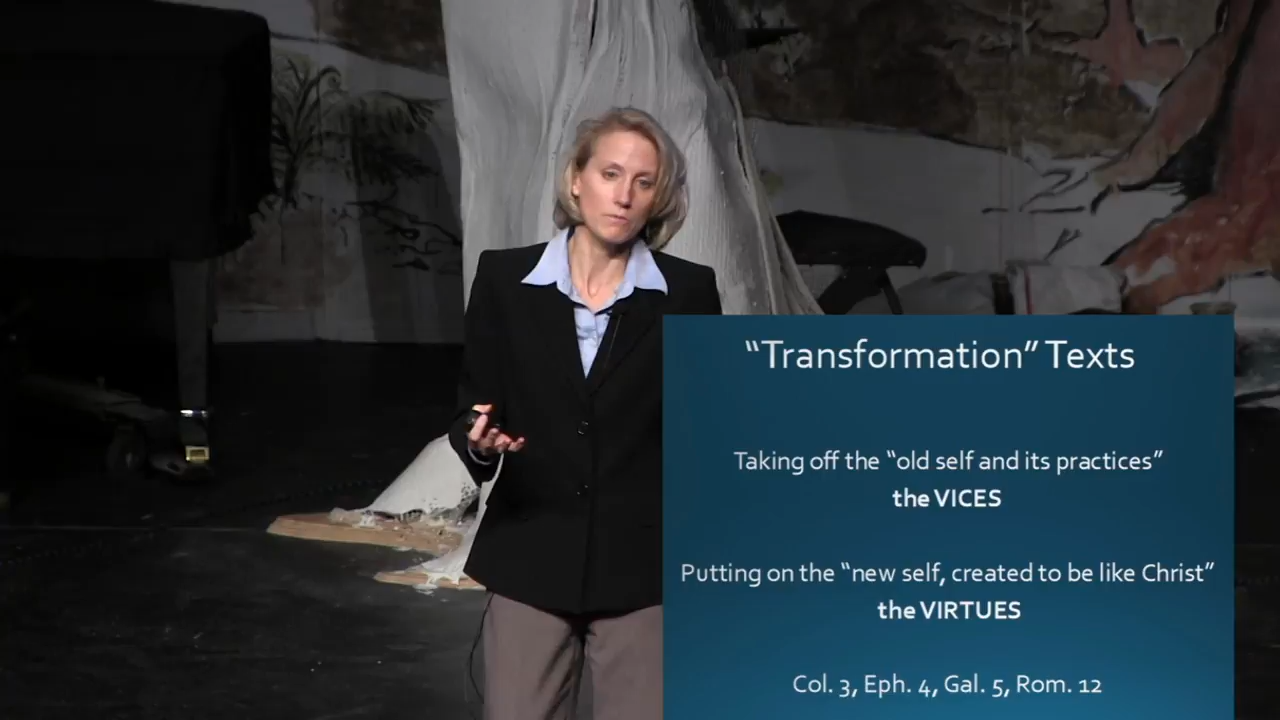 “Transformation” Texts
Taking off the “old self and its practices”
the VICES
Putting on the “new self, created to be like Christ”
the VIRTUES
Col. 3, Eph. 4, Gal. 5, Rom. 12